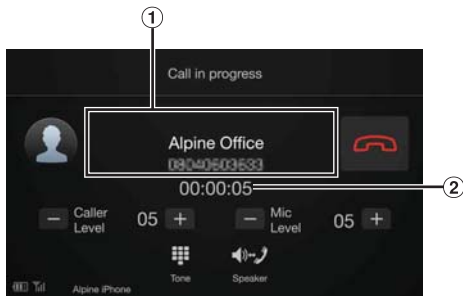 ①
Call in progress
Alpine Office
08040603633
00:00:05
②
Caller Level 05
Mic Level 05
Tone
Speaker
Alpine iPhone